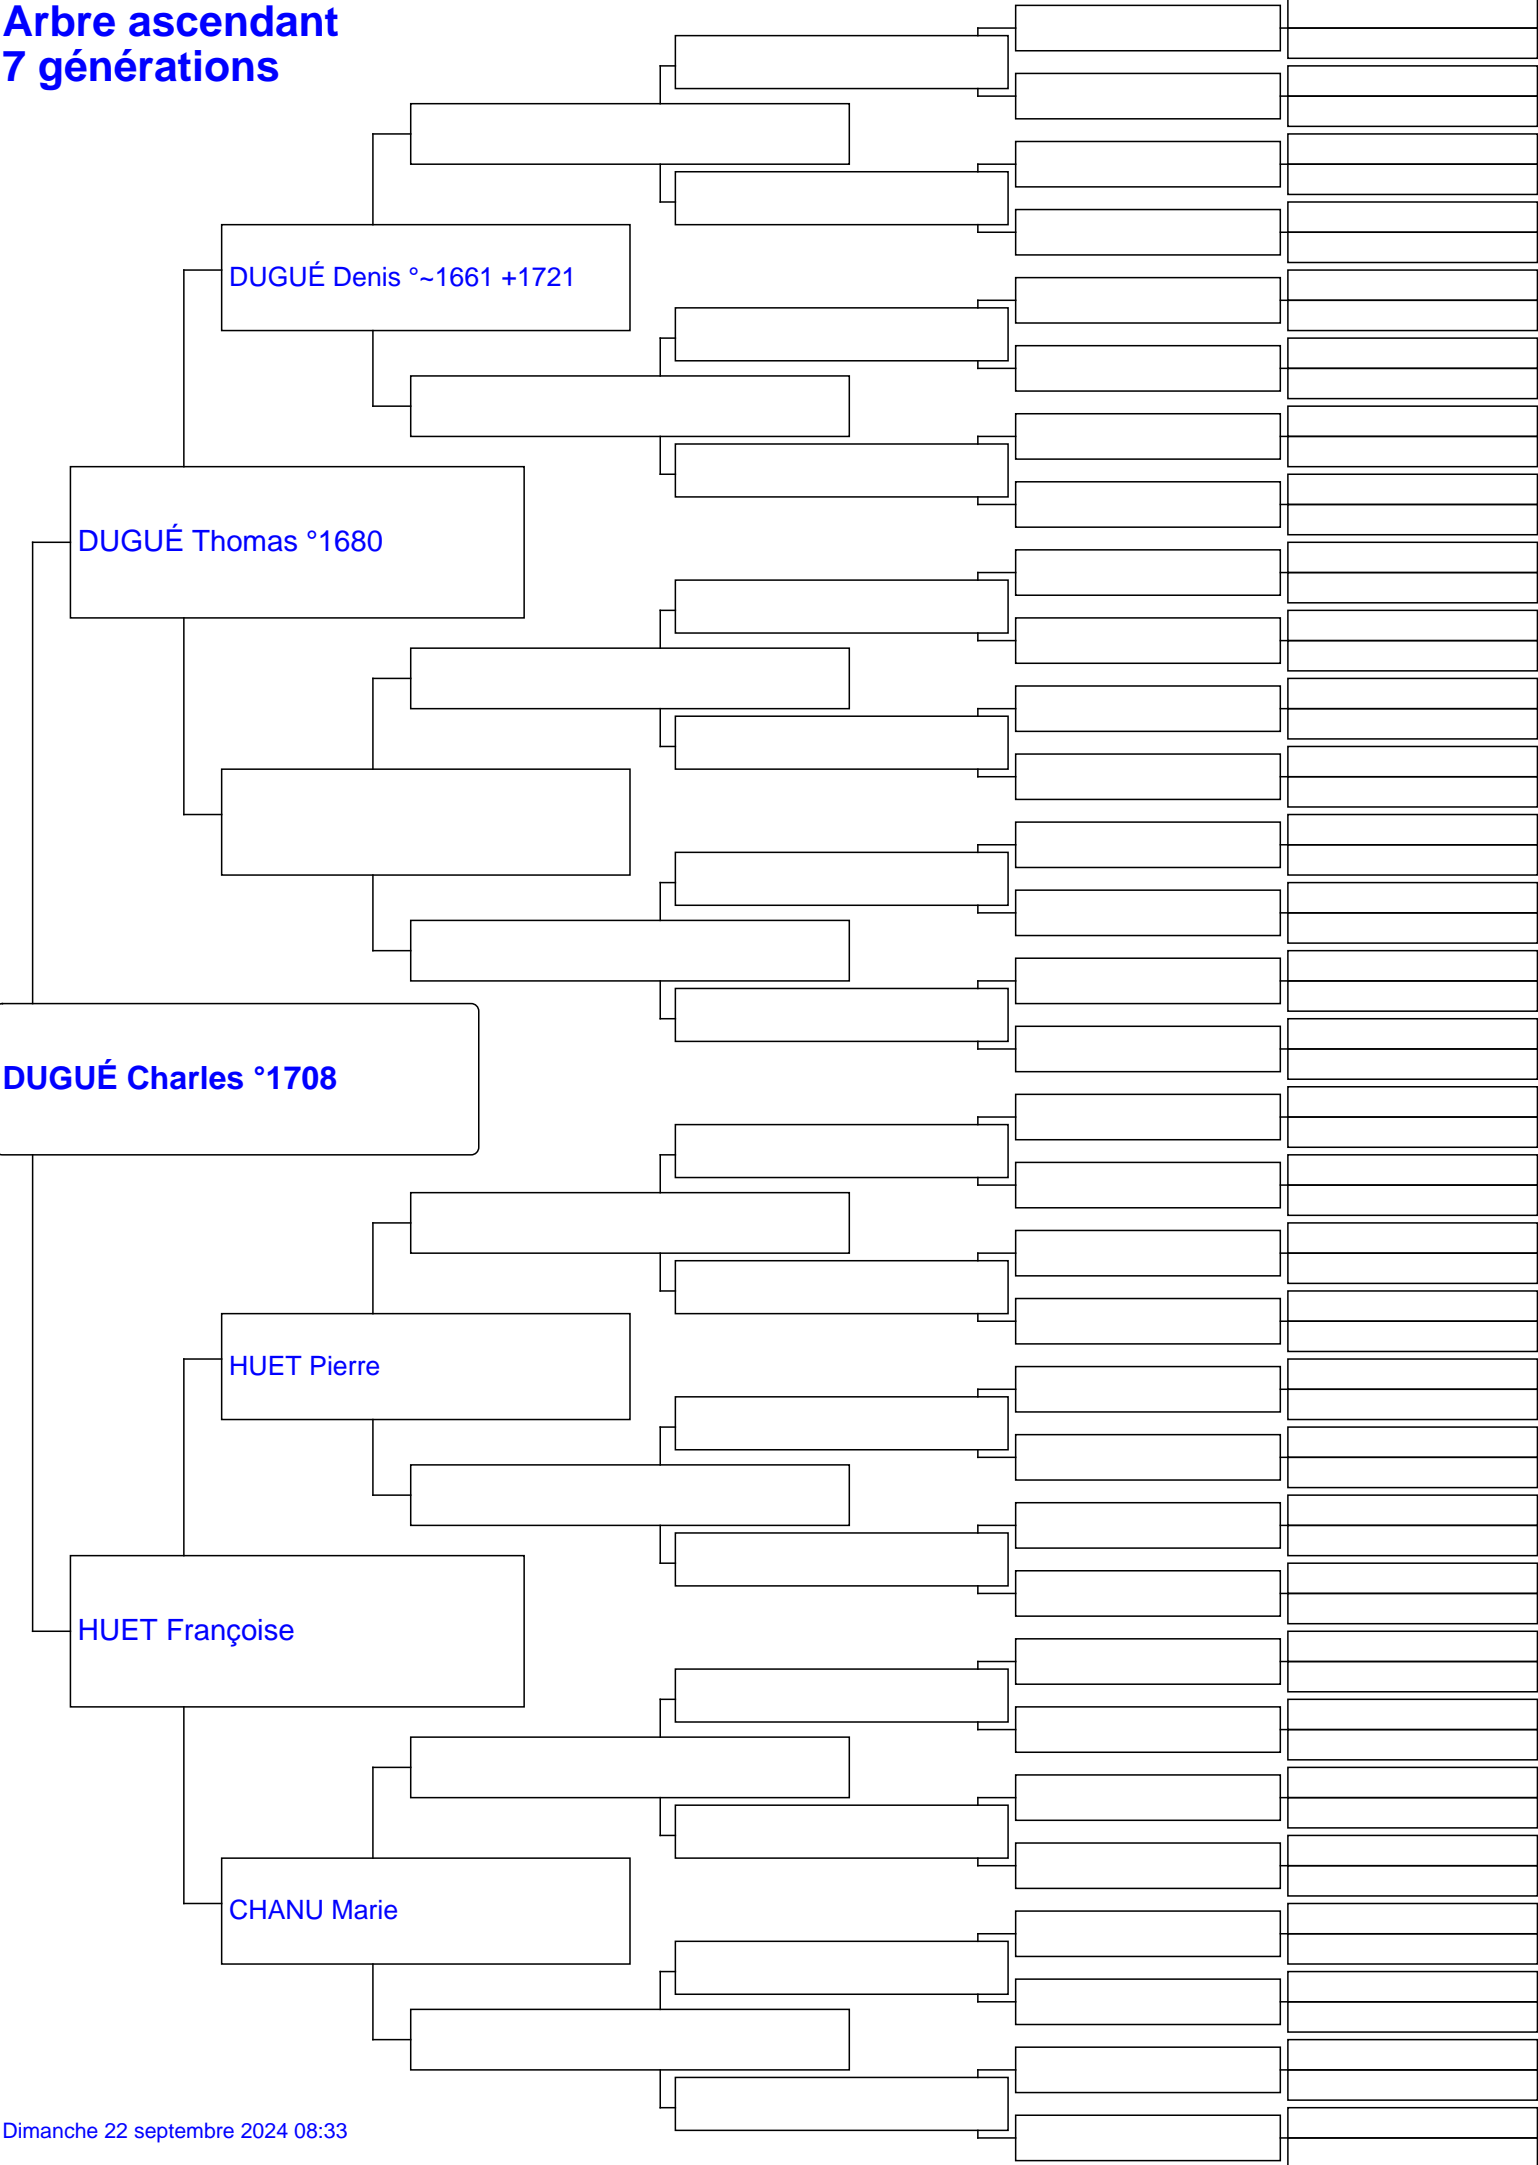 Arbre ascendant
7 générations
DUGUÉ Denis °~1661 +1721
DUGUÉ Thomas °1680
DUGUÉ Charles °1708
HUET Pierre
HUET Françoise
CHANU Marie
Dimanche 22 septembre 2024 08:33